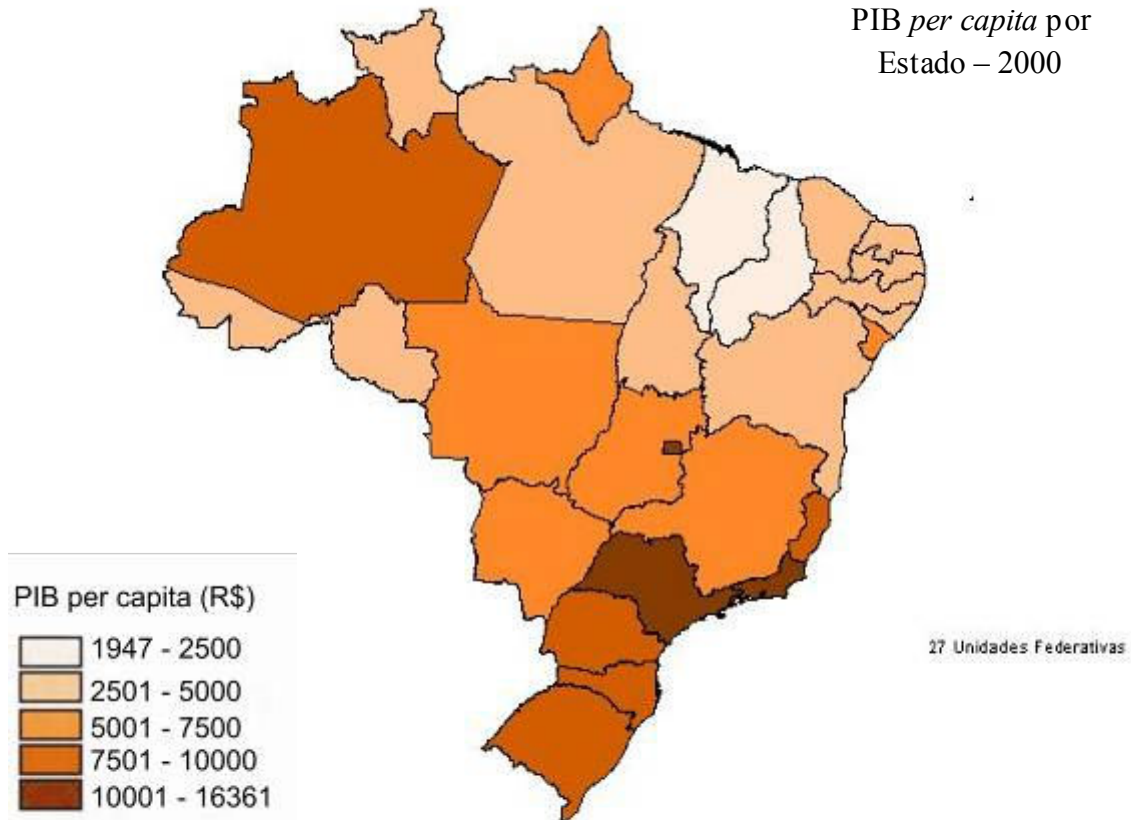 PIB per capita por
Estado – 2000
PIB per capita (R$)
1947 - 2500
2501 - 5000
5001 - 7500
7501 - 10000
10001 - 16361
27 Unidades Federativas